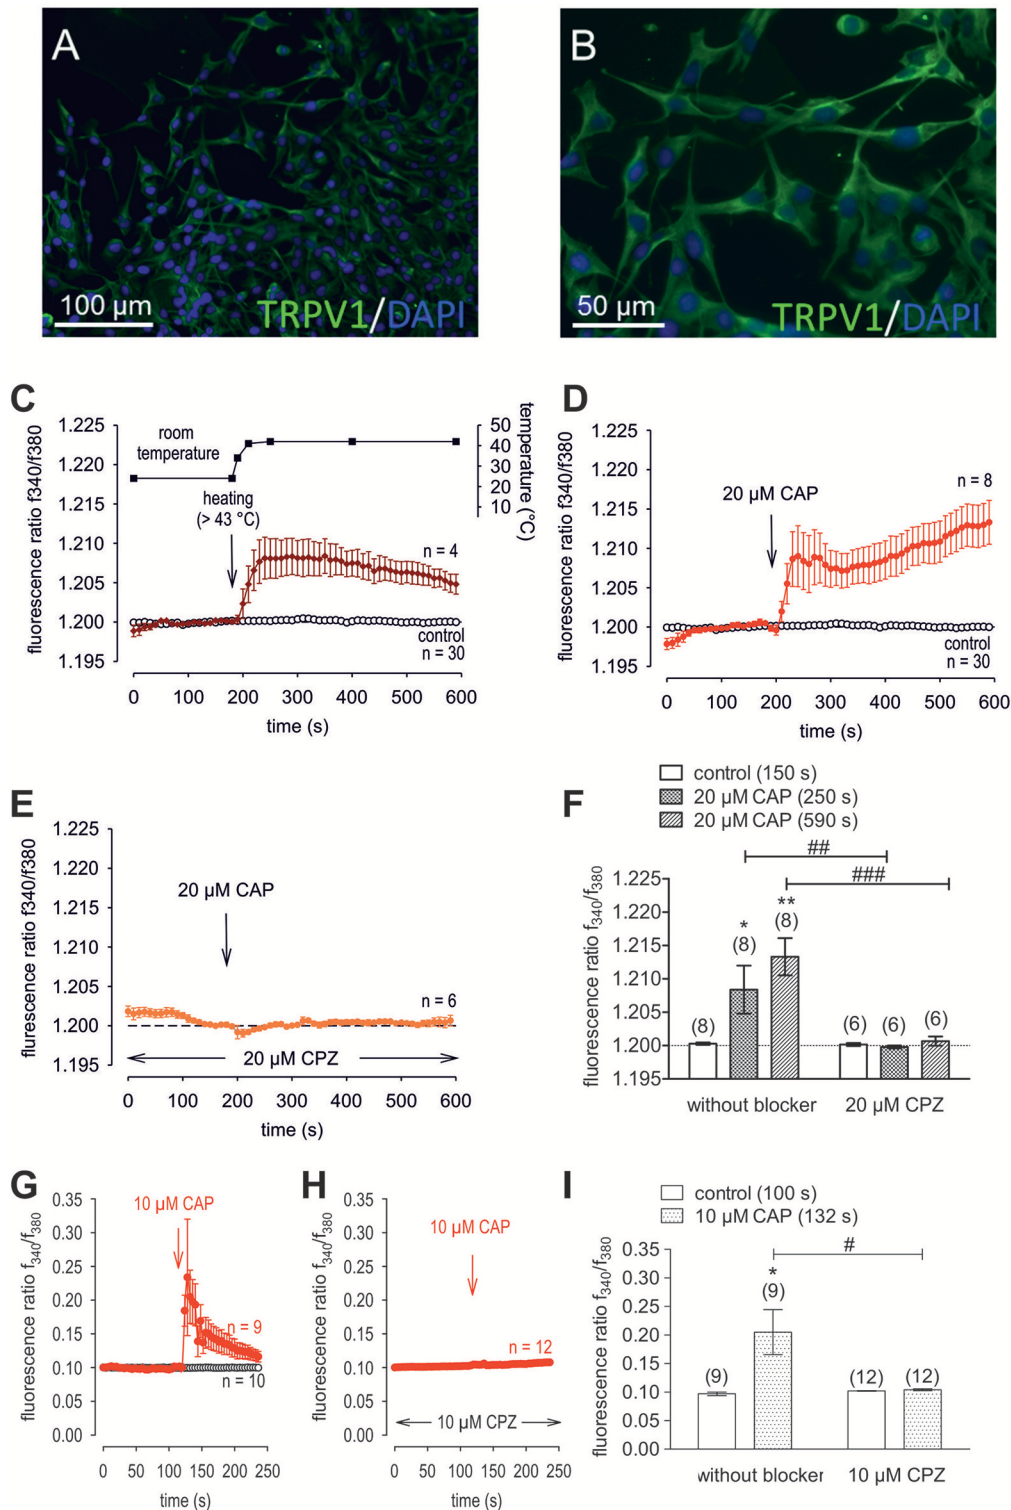 A
100 µm
TRPV1/DAPI
B
50 µm
TRPV1/DAPI
C
fluorescence ratio f340/f380
1.225
1.220
1.215
1.210
1.205
1.200
1.195
room
temperature
heating
(> 43 °C)
n = 4
control
n = 30
50
40
30
20
10
temperature (°C)
0 100 200 300 400 500 600
time (s)
D
fluorescence ratio f340/f380
1.225
1.220
1.215
1.210
1.205
1.200
1.195
20 µM CAP
n = 8
control
n = 30
0 100 200 300 400 500 600
time (s)
E
flurescence ratio f340/f380
1.225
1.220
1.215
1.210
1.205
1.200
1.195
20 µM CAP
n = 6
20 µM CPZ
0 100 200 300 400 500 600
time (s)
F
control (150 s)
20 µM CAP (250 s)
20 µM CAP (590 s)
##
###
fluorescence ratio f340/f380
1.225
1.220
1.215
1.210
1.205
1.200
1.195
(8)
*
(8)
**
(8)
(6) (6) (6)
without blocker 20 µM CPZ
G
fluorescence ratio f340/f380
0.35
0.30
0.25
0.20
0.15
0.10
0.05
0.00
10 µM CAP
n = 9
n = 10
0 50 100 150 200 250
time (s)
H
fluorescence ratio f340/f380
0.35
0.30
0.25
0.20
0.15
0.10
0.05
0.00
10 µM CAP
n = 12
10 µM CPZ
0 50 100 150 200 250
time (s)
I
control (100 s)
10 µM CAP (132 s)
#
fluorescence ratio f340/f380
0.35
0.30
0.25
0.20
0.15
0.10
0.05
0.00
(9)
*
(9)
(12) (12)
without blocker 10 µM CPZ